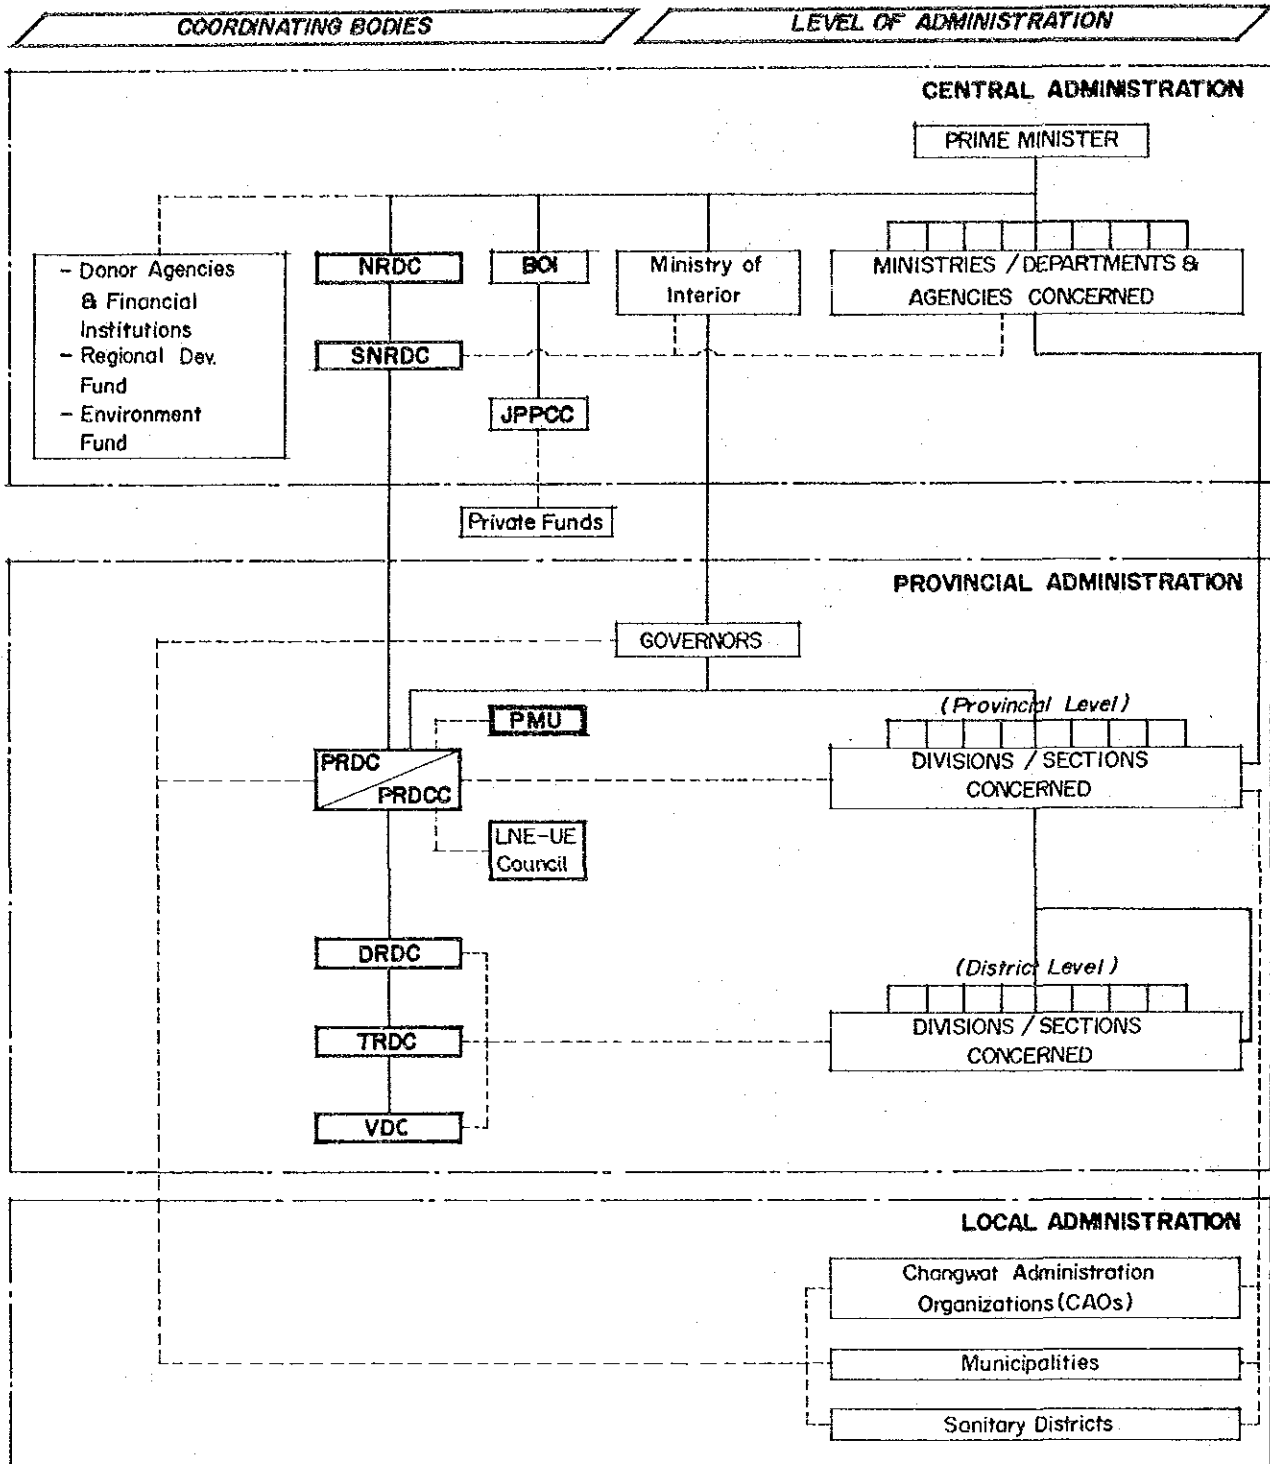 COORDINATING BODIES
LEVEL OF ADMINISTRATION
CENTRAL ADMINISTRATION
PRIME MINISTER
- Donor Agencies
& Financial
Institutions
- Regional Dev.
Fund
- Environment
Fund
NRDC
BOI
Ministry of
Interior
MINISTRIES / DEPARTMENTS &
AGENCIES CONCERNED
SNRDC
JPPCC
Private Funds
PROVINCIAL ADMINISTRATION
GOVERNORS
PMU
(Provincial Level)
PRDC
PRDCC
DIVISIONS / SECTIONS
CONCERNED
LNE-UE
Council
DRDC
(District Level)
TRDC
DIVISIONS / SECTIONS
CONCERNED
VDC
LOCAL ADMINISTRATION
Changwat Administration
Organizations (CAOs)
Municipalities
Sanitary Districts